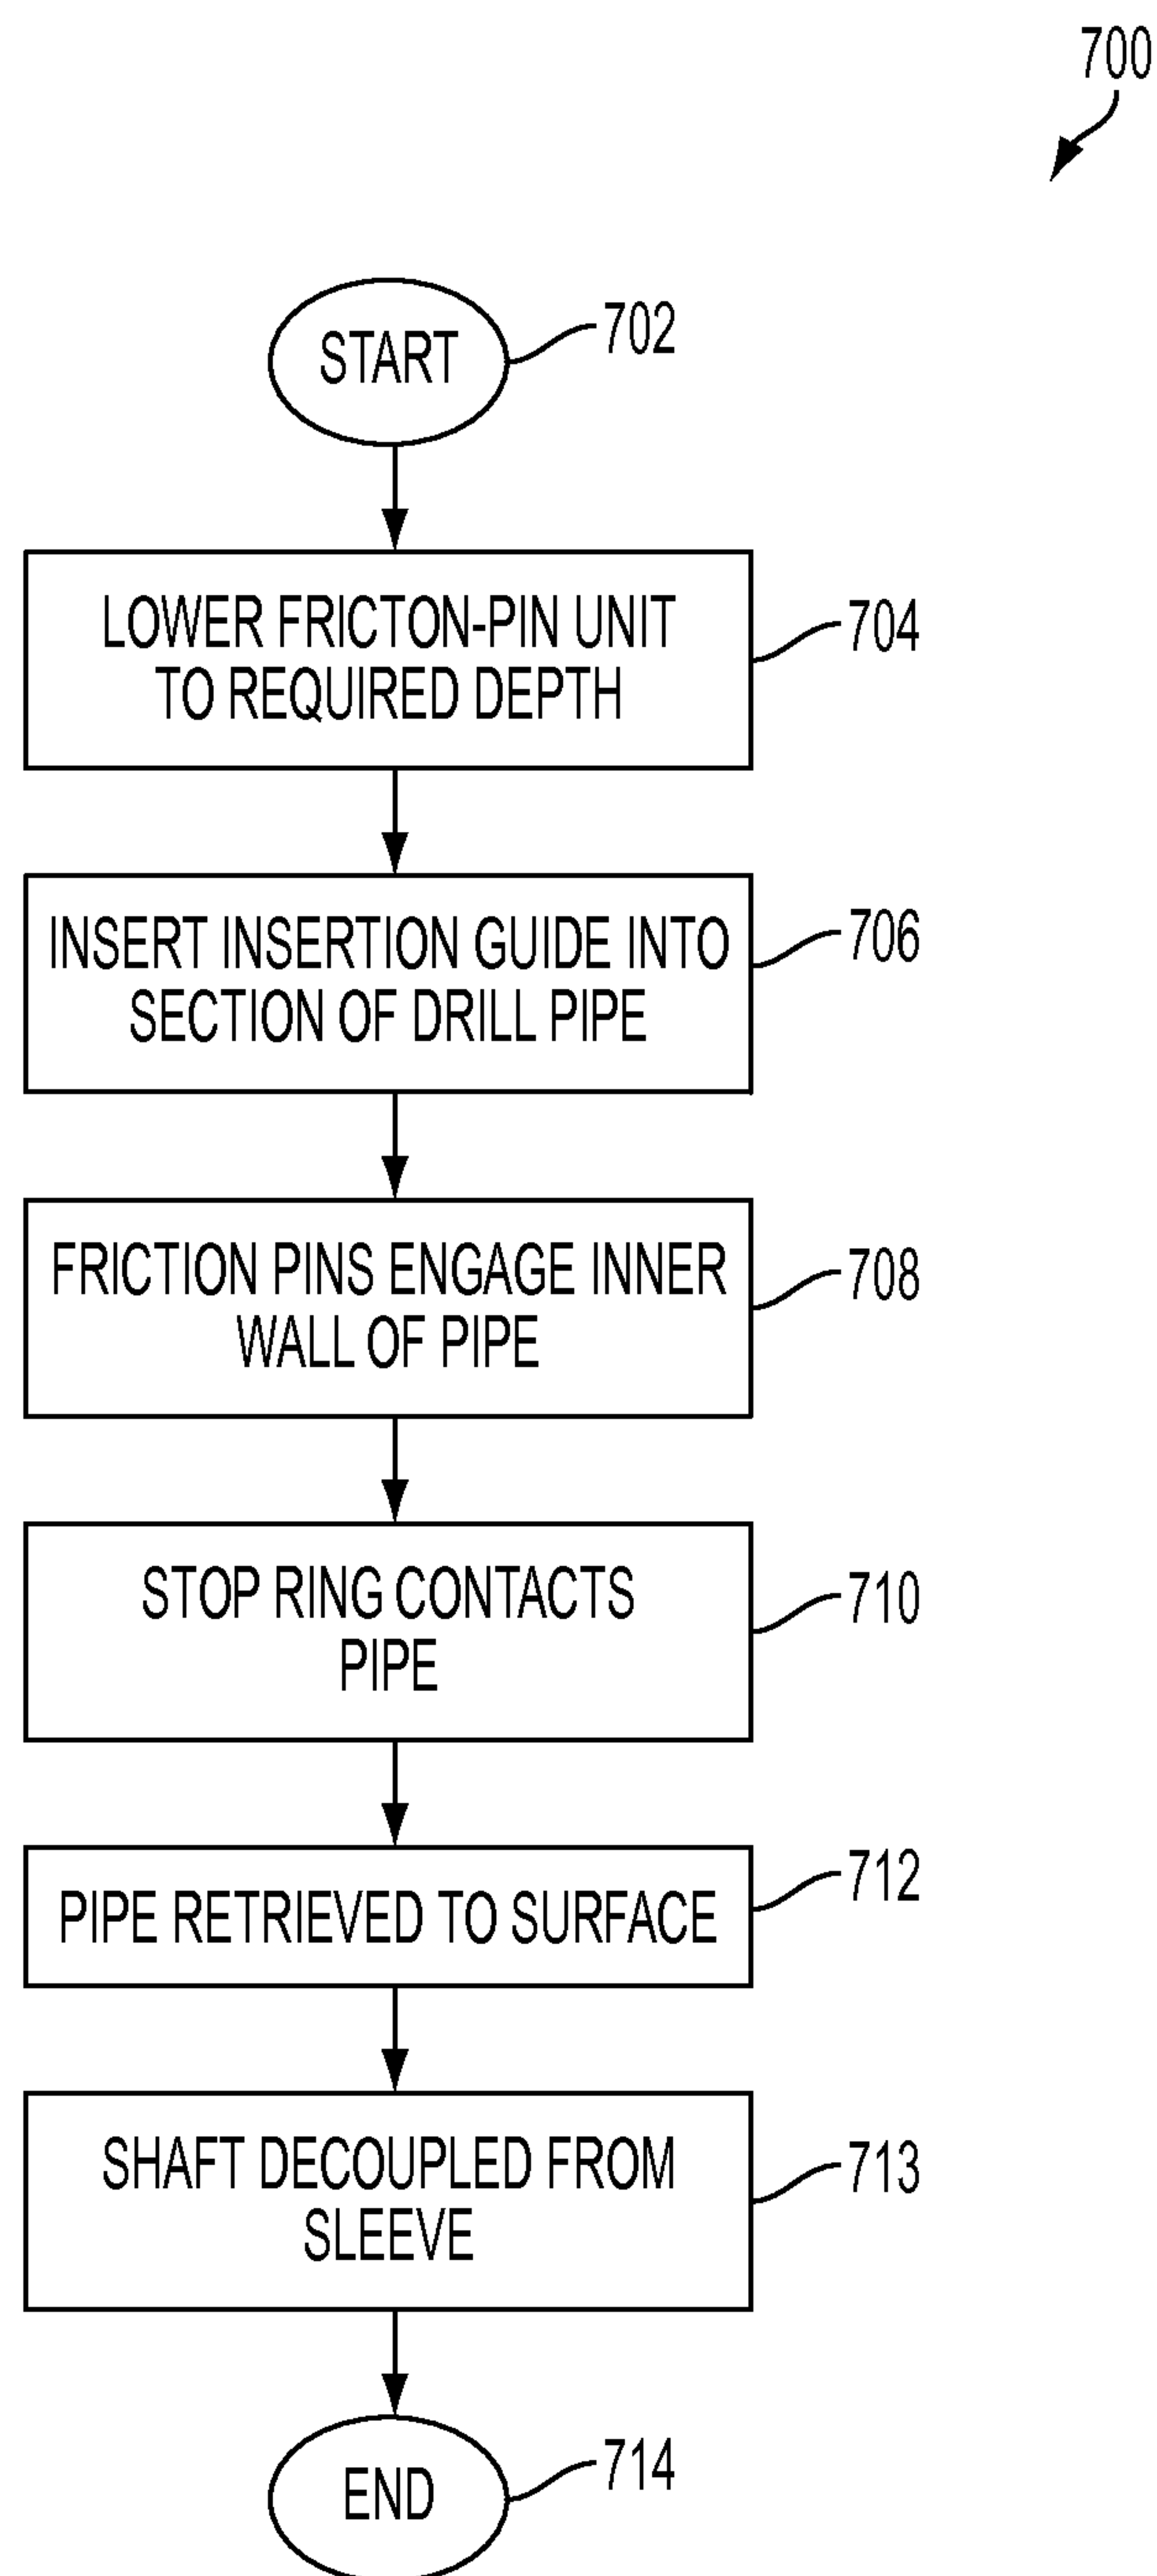 700
START
702
LOWER FRICTON-PIN UNIT
TO REQUIRED DEPTH
704
INSERT INSERTION GUIDE INTO
SECTION OF DRILL PIPE
706
FRICTION PINS ENGAGE INNER
WALL OF PIPE
708
STOP RING CONTACTS
PIPE
710
PIPE RETRIEVED TO SURFACE
712
SHAFT DECOUPLED FROM
SLEEVE
713
END
714